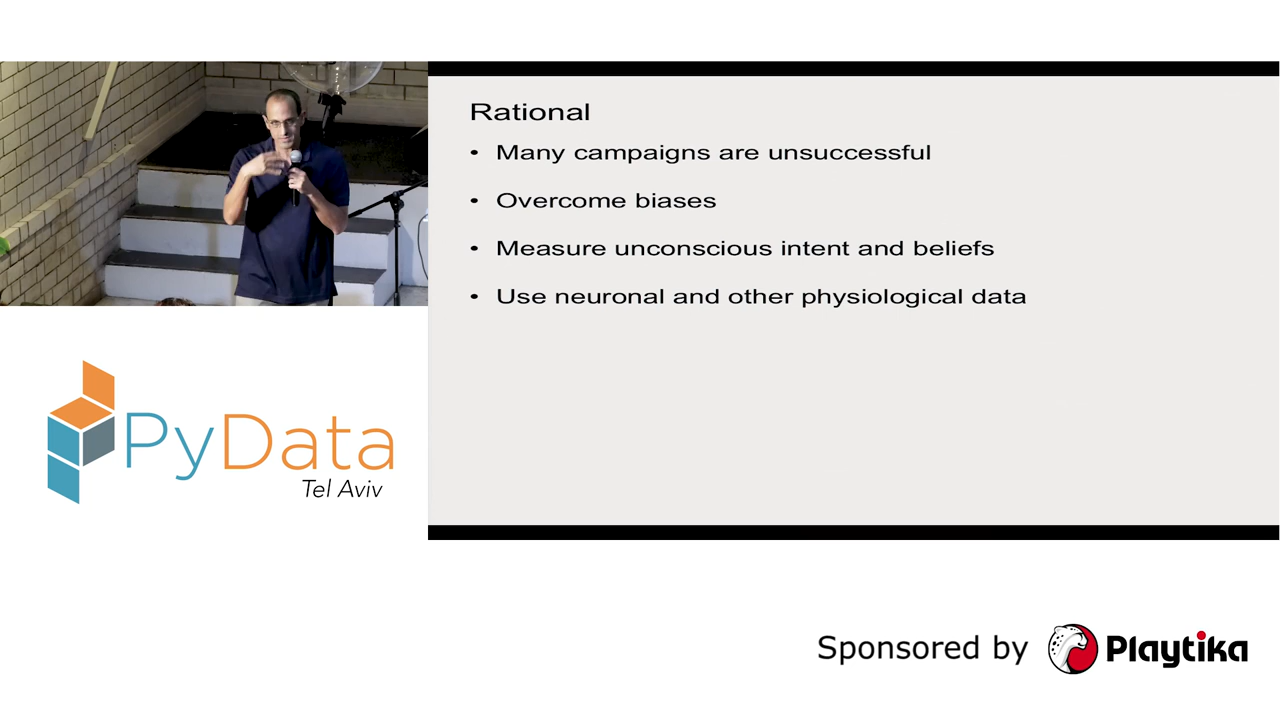 Rational
• Many campaigns are unsuccessful
• Overcome biases
• Measure unconscious intent and beliefs
• Use neuronal and other physiological data
PyData
Tel Aviv
Sponsored by Playtika